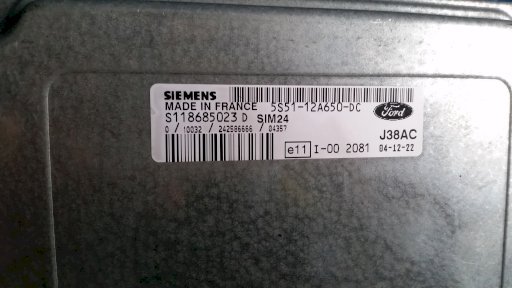 SIEMENS
MADE IN FRANCE 5S51-12A650-DC
S118685023 D SIM24
Ford
0 / 10032 / 242586666 / 04357
J38AC
e11 I-00 2081 04-12-22